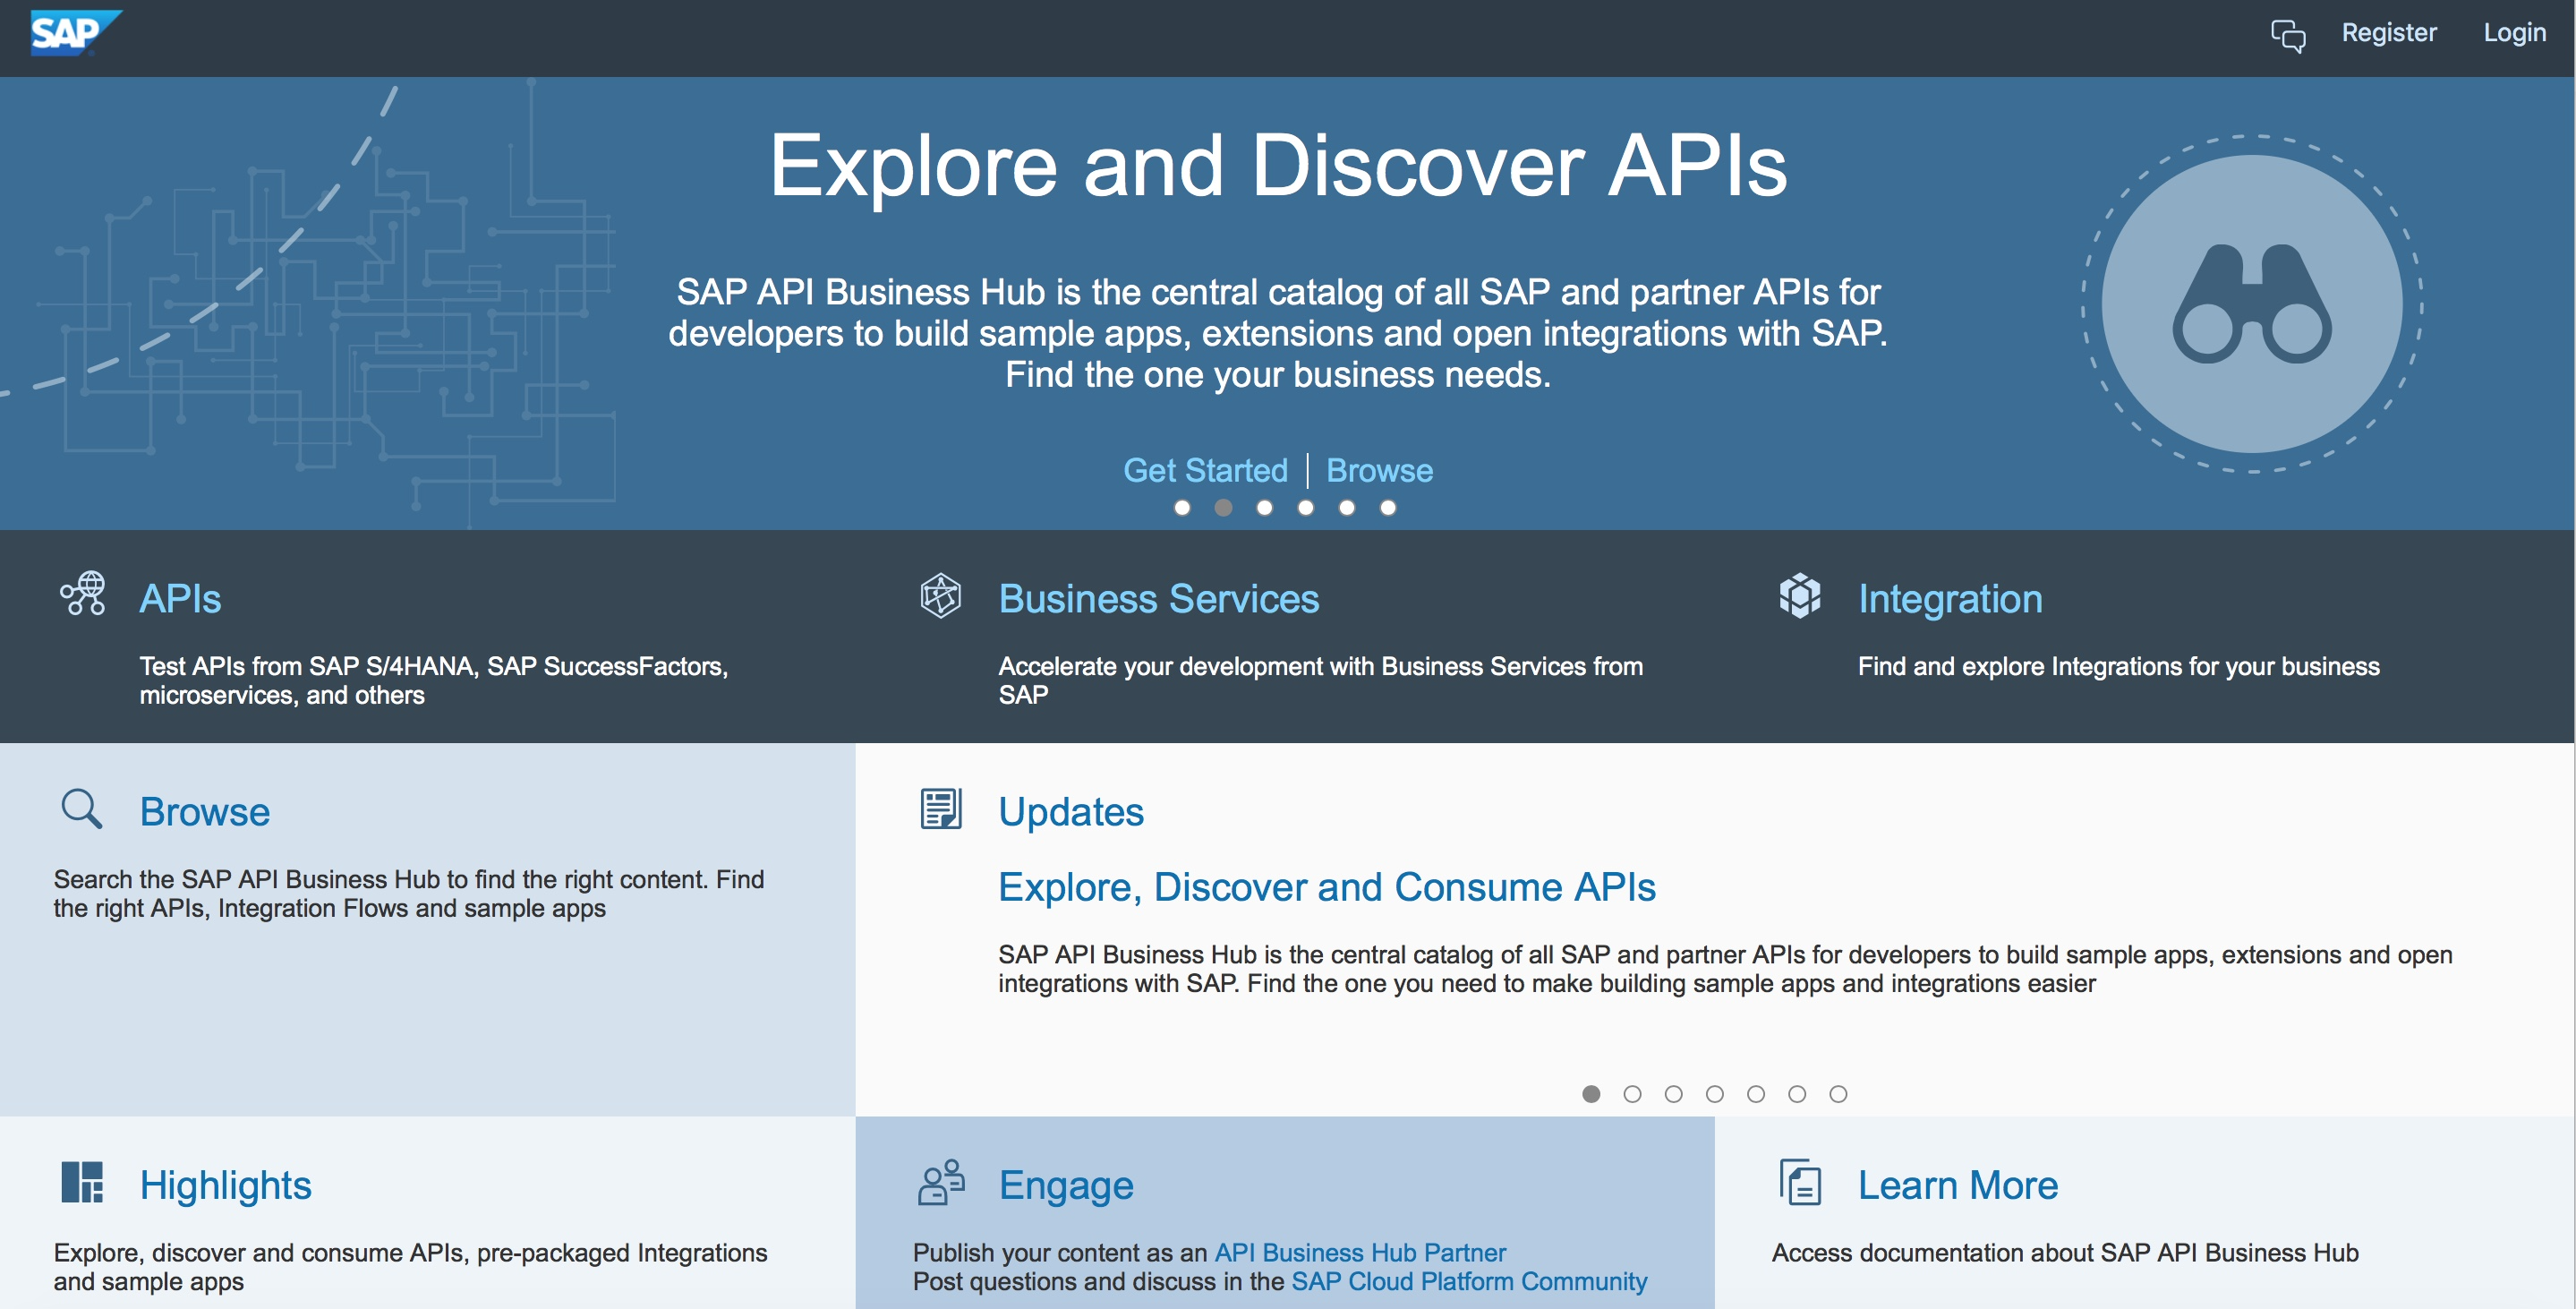 SAP
Register
Login
Explore and Discover APIs
SAP API Business Hub is the central catalog of all SAP and partner APIs for
developers to build sample apps, extensions and open integrations with SAP.
Find the one your business needs.
Get Started | Browse
APIs
Test APIs from SAP S/4HANA, SAP SuccessFactors,
microservices, and others
Business Services
Accelerate your development with Business Services from
SAP
Integration
Find and explore Integrations for your business
Browse
Search the SAP API Business Hub to find the right content. Find
the right APIs, Integration Flows and sample apps
Updates
Explore, Discover and Consume APIs
SAP API Business Hub is the central catalog of all SAP and partner APIs for developers to build sample apps, extensions and open
integrations with SAP. Find the one you need to make building sample apps and integrations easier
Highlights
Explore, discover and consume APIs, pre-packaged Integrations
and sample apps
Engage
Publish your content as an API Business Hub Partner
Post questions and discuss in the SAP Cloud Platform Community
Learn More
Access documentation about SAP API Business Hub